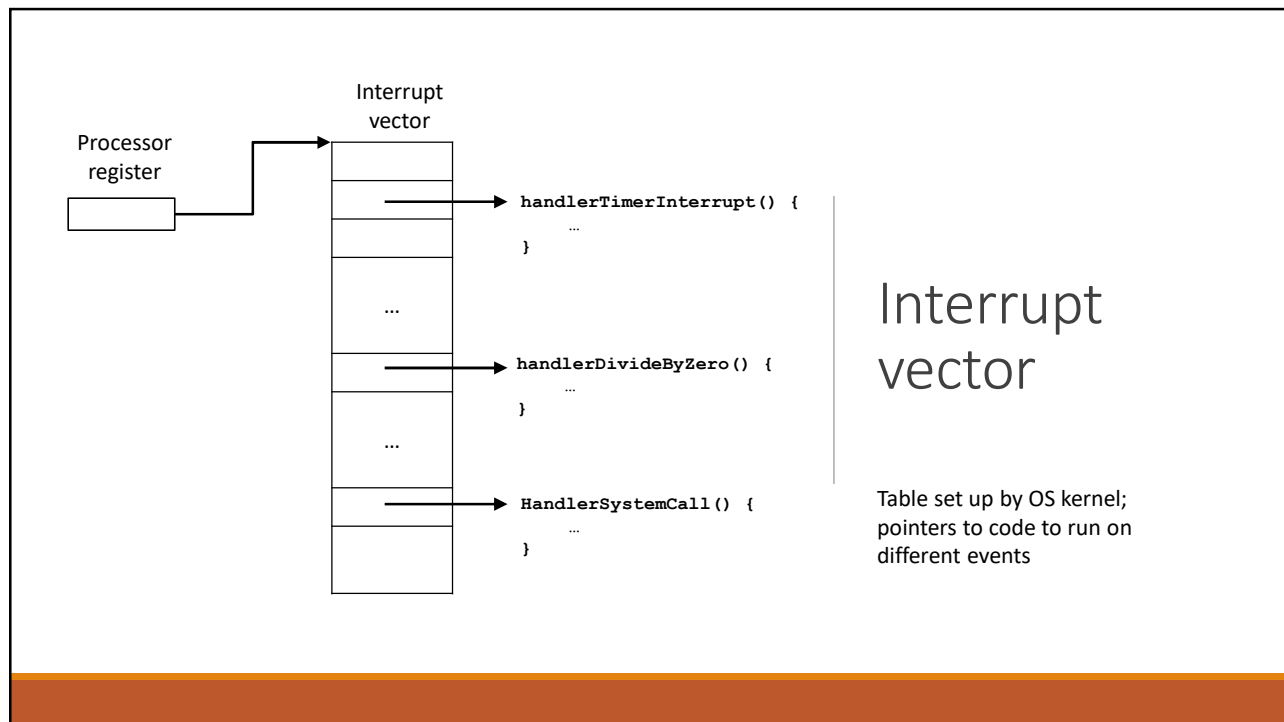 Interrupt
vector
Processor
register
handlerTimerInterrupt() {
…
}
...
handlerDivideByZero() {
…
}
...
HandlerSystemCall() {
…
}
Interrupt
vector
Table set up by OS kernel;
pointers to code to run on
different events